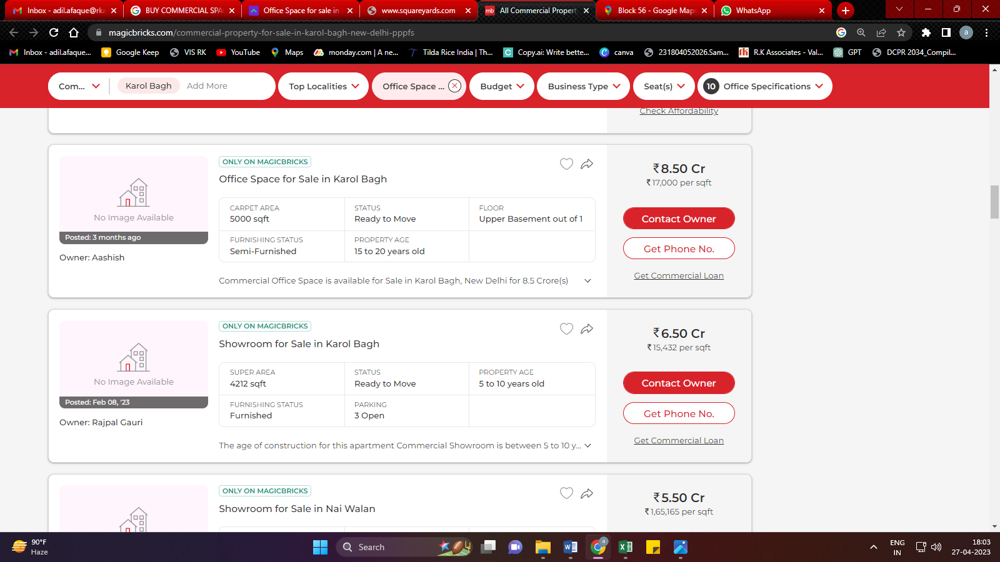 Inbox - adil.afaque@rka
BUY COMMERCIAL SPA
Office Space for sale in
www.squareyards.com
All Commercial Propert
Block 56 - Google Map
WhatsApp
magicbricks.com/commercial-property-for-sale-in-karol-bagh-new-delhi-pppfs
a
Inbox - adil.afaque...
Google Keep
VIS RK
YouTube
Maps
monday.com | A ne...
Tilda Rice India | Th...
Copy.ai: Write bette...
canva
231804052026.Sam...
R.K Associates - Val...
GPT
DCPR 2034_Compil...
Com...
Karol Bagh
Add More
Top Localities
Office Space ...
Budget
Business Type
Seat(s)
10 Office Specifications
Check Affordability
ONLY ON MAGICBRICKS
Office Space for Sale in Karol Bagh
No Image Available
Posted: 3 months ago
Owner: Aashish
CARPET AREA
5000 sqft
STATUS
Ready to Move
FLOOR
Upper Basement out of 1
FURNISHING STATUS
Semi-Furnished
PROPERTY AGE
15 to 20 years old
Commercial Office Space is available for Sale in Karol Bagh, New Delhi for 8.5 Crore(s)
₹8.50 Cr
₹17,000 per sqft
Contact Owner
Get Phone No.
Get Commercial Loan
ONLY ON MAGICBRICKS
Showroom for Sale in Karol Bagh
No Image Available
Posted: Feb 08, '23
Owner: Rajpal Gauri
SUPER AREA
4212 sqft
STATUS
Ready to Move
PROPERTY AGE
5 to 10 years old
FURNISHING STATUS
Furnished
PARKING
3 Open
The age of construction for this apartment Commercial Showroom is between 5 to 10 y...
₹6.50 Cr
₹15,432 per sqft
Contact Owner
Get Phone No.
Get Commercial Loan
ONLY ON MAGICBRICKS
Showroom for Sale in Nai Walan
₹5.50 Cr
₹1,65,165 per sqft
90°F
Haze
Search
ENG
IN
18:03
27-04-2023